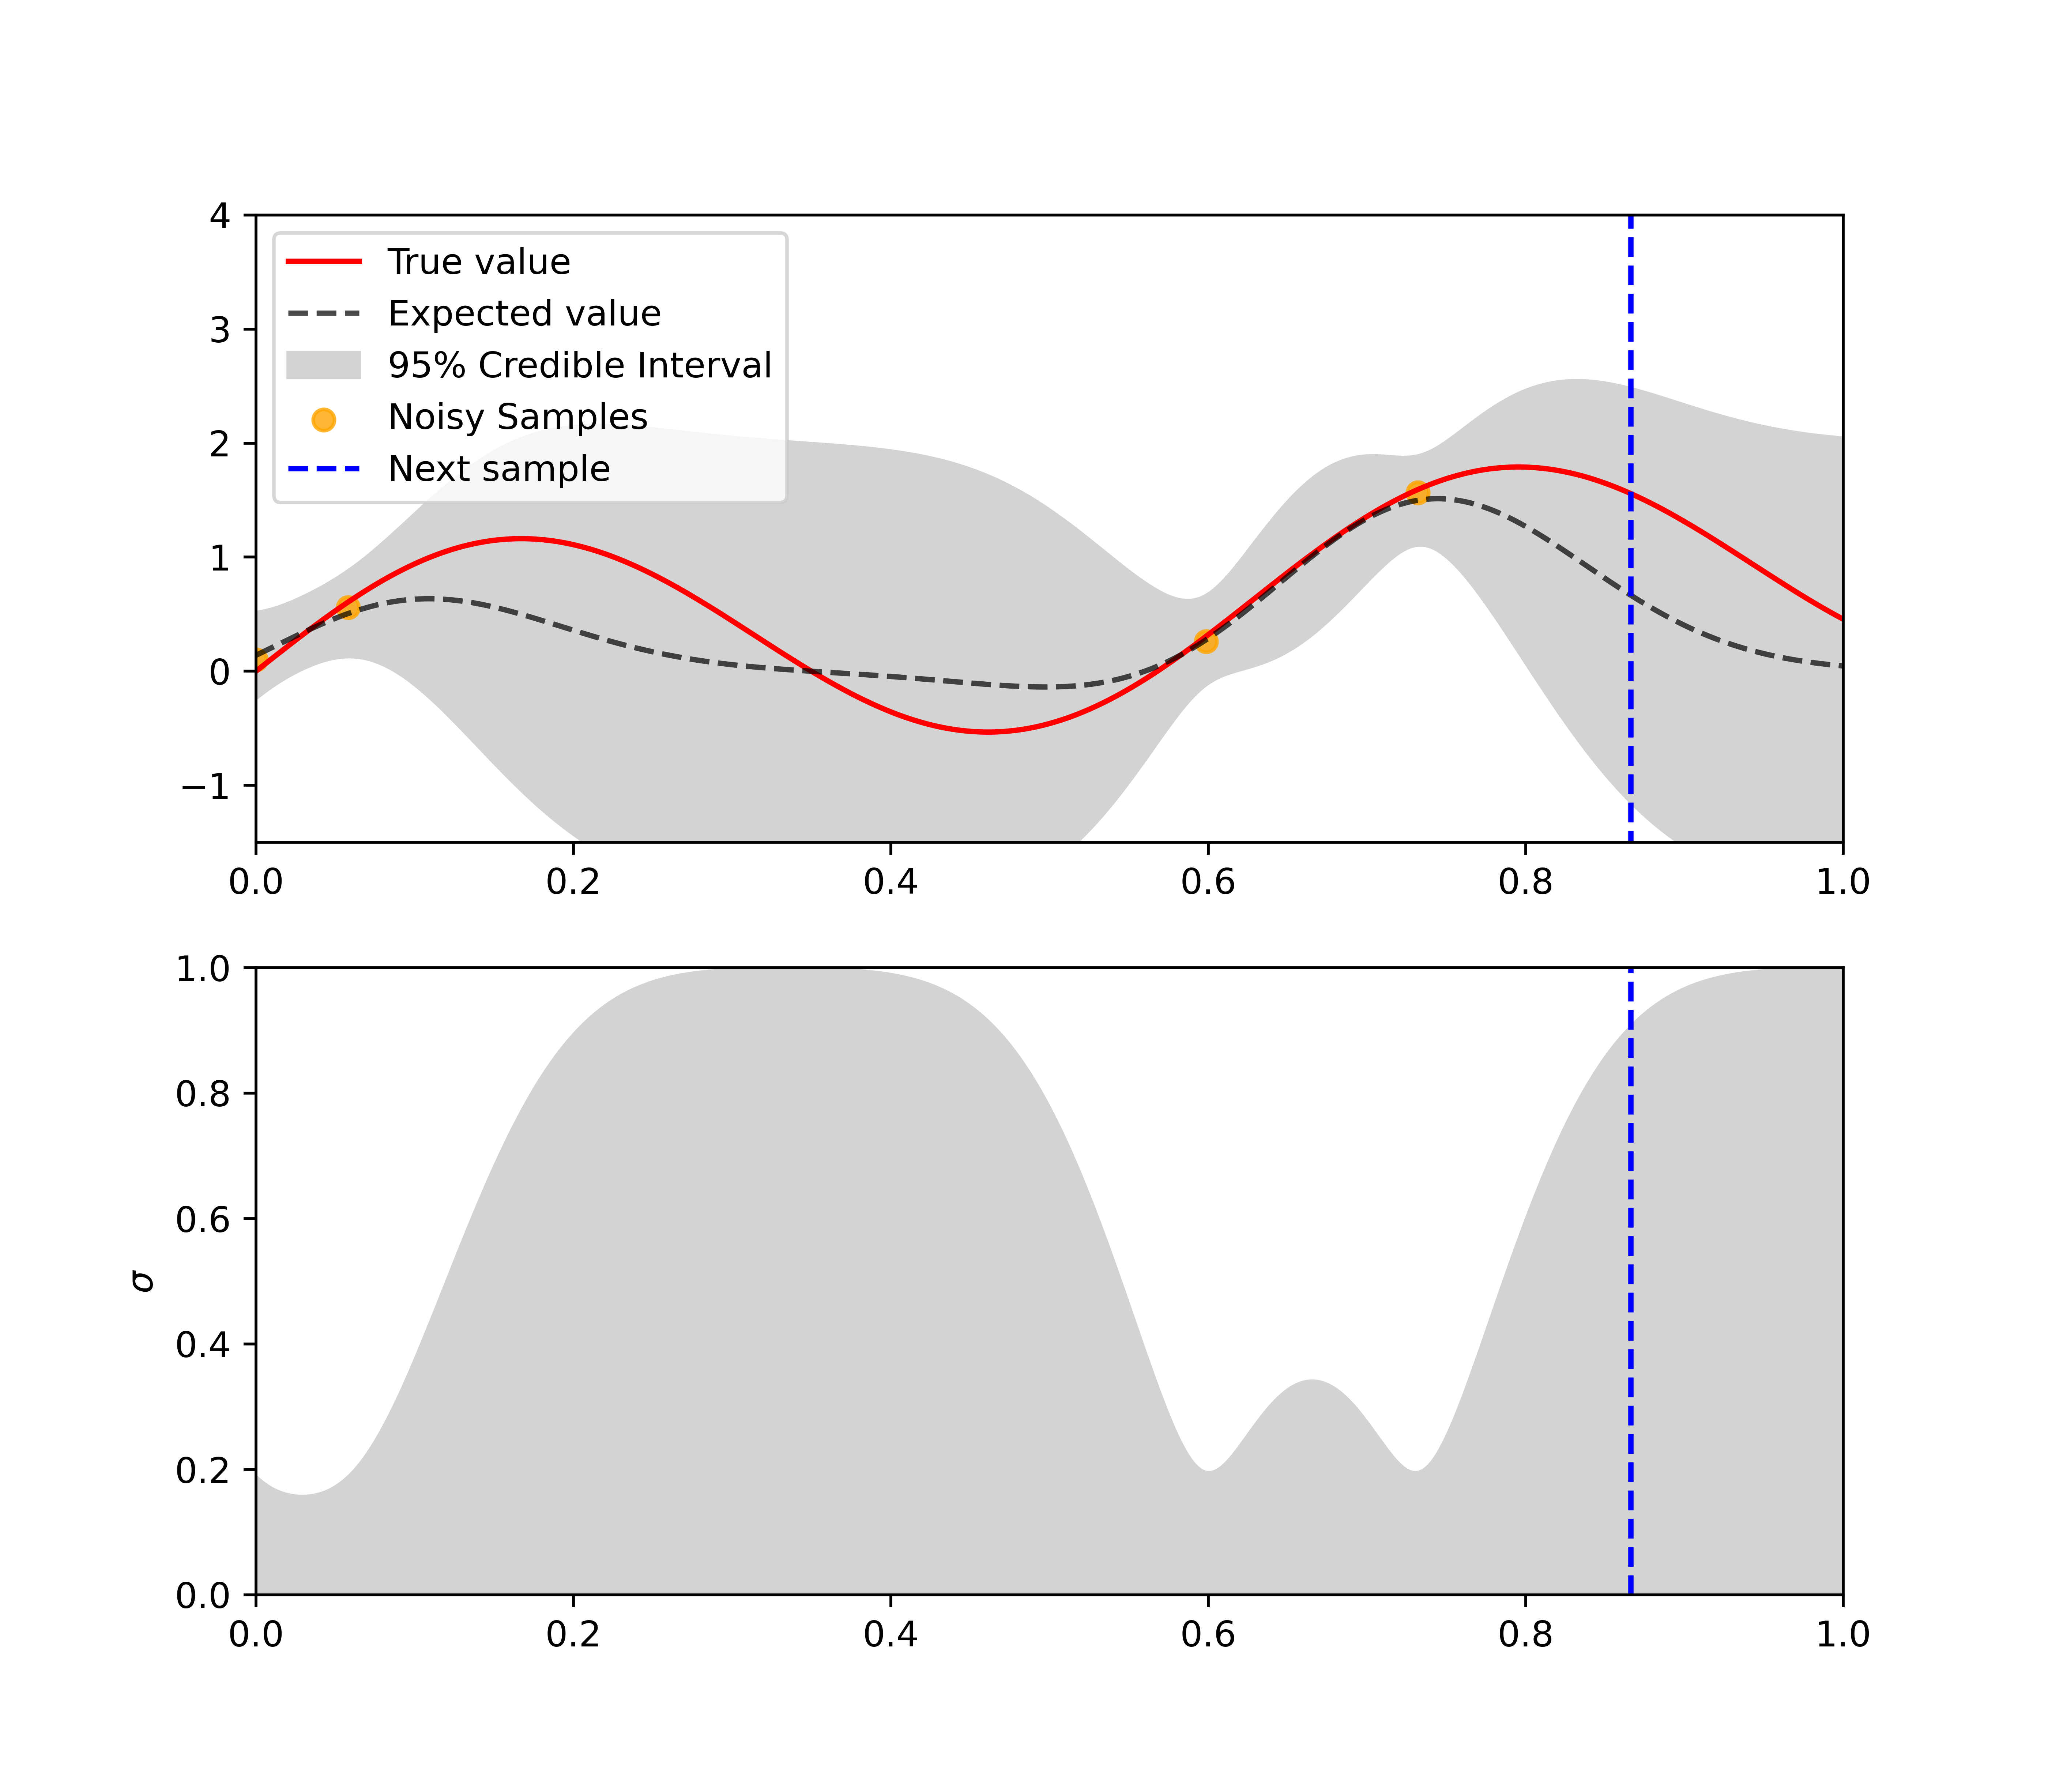 4
3
2
1
0
−1
True value
Expected value
95% Credible Interval
Noisy Samples
Next sample
0.0 0.2 0.4 0.6 0.8 1.0
1.0
0.8
0.6
0.4
0.2
0.0
σ
0.0 0.2 0.4 0.6 0.8 1.0